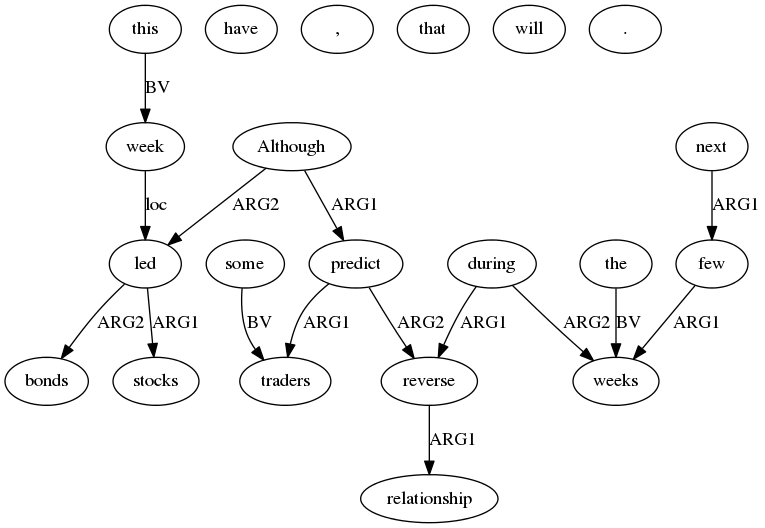 this have , that will .
BV
week Although next
loc ARG2 ARG1 ARG1
led some predict during the few
ARG2 ARG1 BV ARG1 ARG2 ARG1 ARG2 BV ARG1
bonds stocks traders reverse weeks
ARG1
relationship